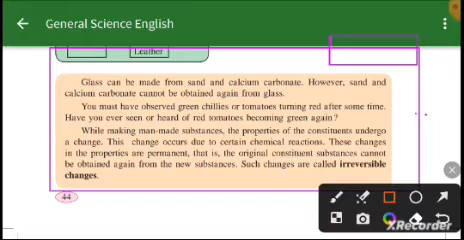 General Science English
Leather
Glass can be made from sand and calcium carbonate. However, sand and
calcium carbonate cannot be obtained again from glass.
You must have observed green chillies or tomatoes turning red after some time.
Have you ever seen or heard of red tomatoes becoming green again?
While making man-made substances, the properties of the constituents undergo
a change. This change occurs due to certain chemical reactions. These changes
in the properties are permanent, that is, the original constituent substances cannot
be obtained again from the new substances. Such changes are called irreversible
changes.
44
XRecorder